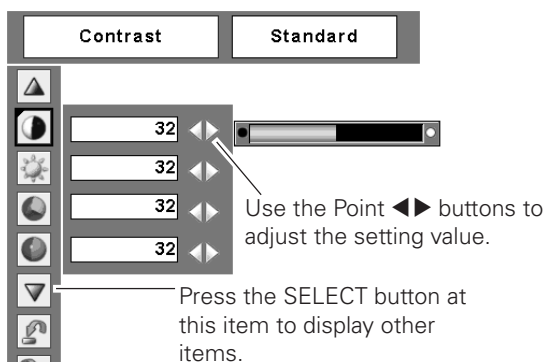 Contrast Standard
32
32
32
32
Use the Point ◀▶ buttons to
adjust the setting value.
Press the SELECT button at
this item to display other
items.